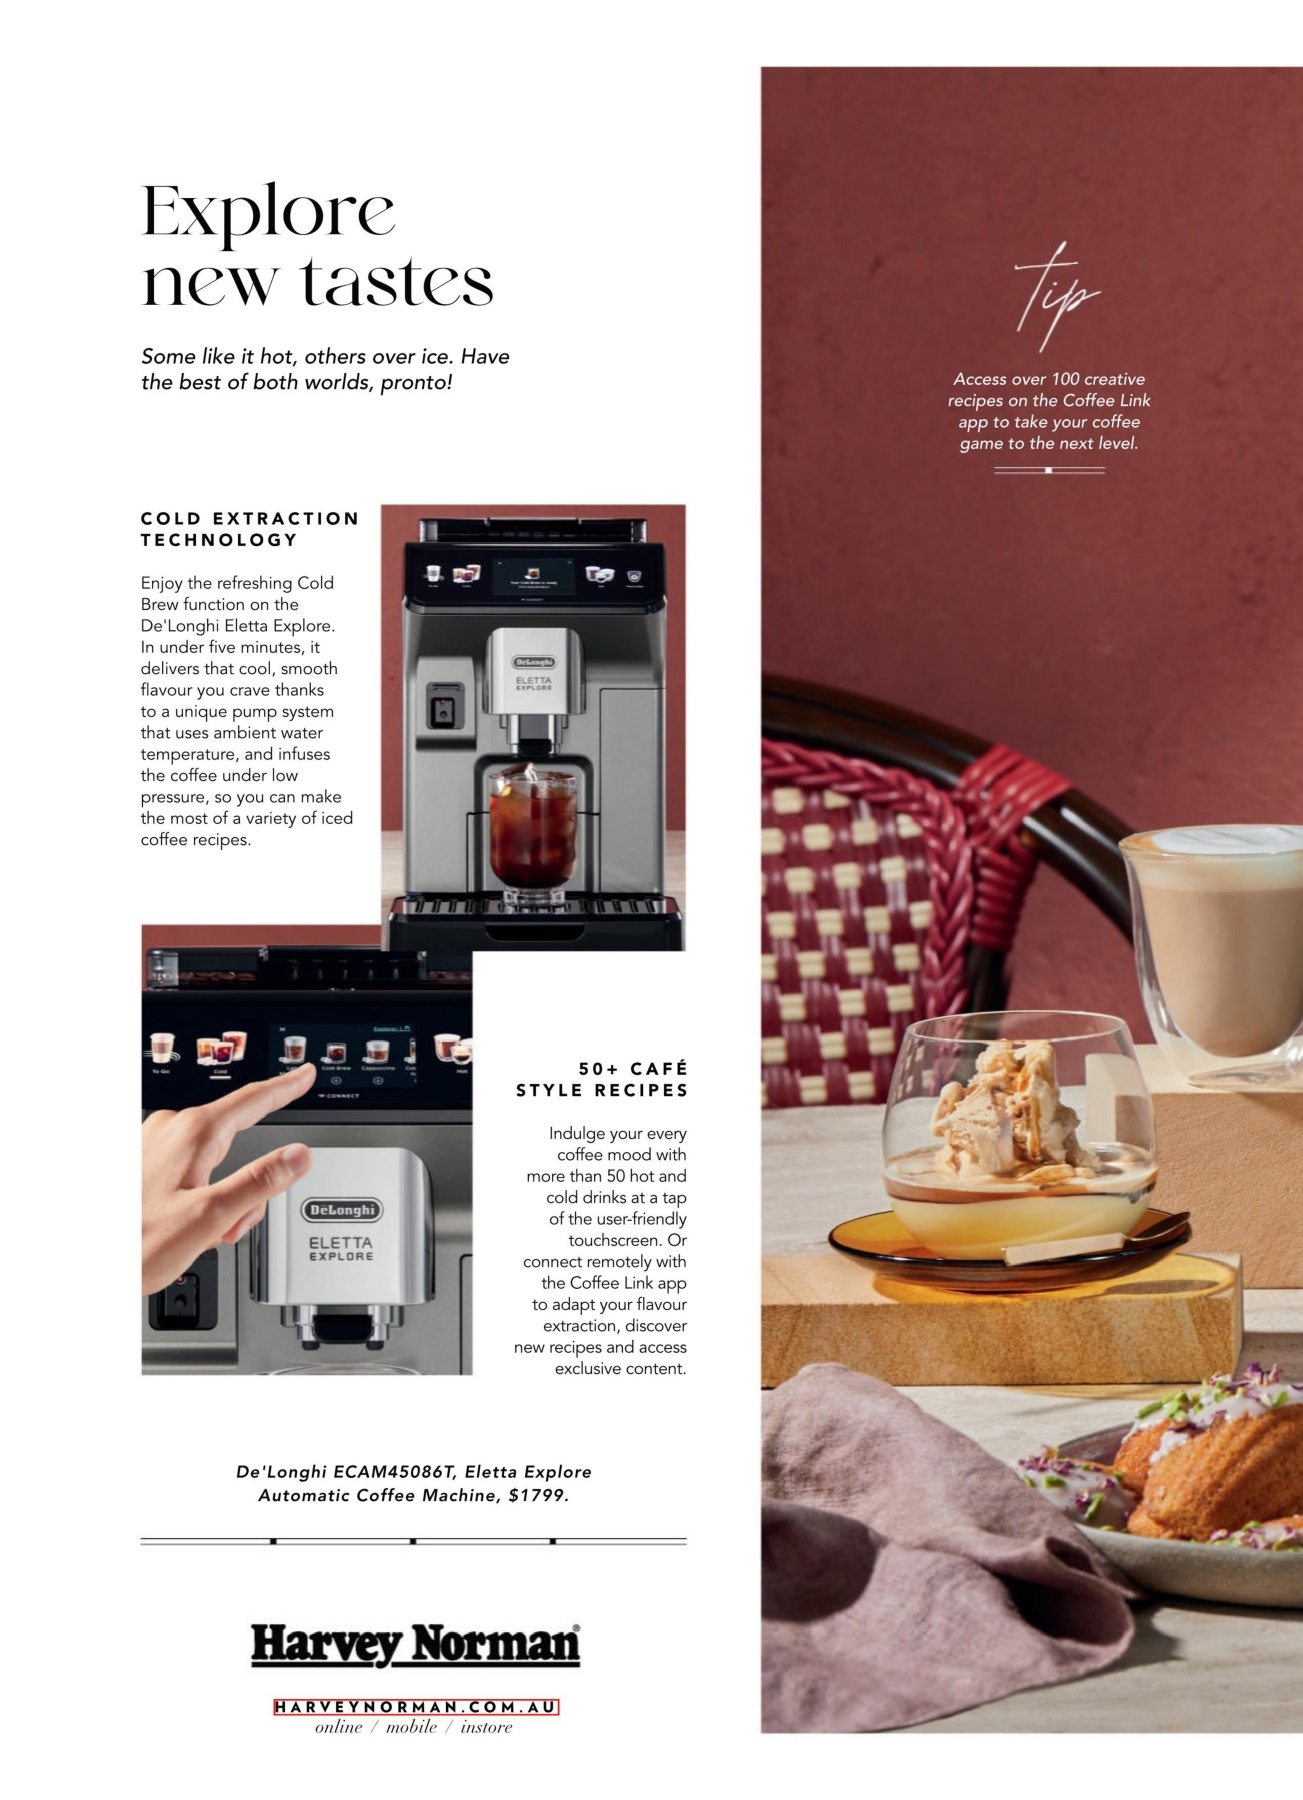 Explore
new tastes
Some like it hot, others over ice. Have
the best of both worlds, pronto!
COLD EXTRACTION
TECHNOLOGY
Enjoy the refreshing Cold
Brew function on the
De'Longhi Eletta Explore.
In under five minutes, it
delivers that cool, smooth
flavour you crave thanks
to a unique pump system
that uses ambient water
temperature, and infuses
the coffee under low
pressure, so you can make
the most of a variety of iced
coffee recipes.
Your Cold Brew is ready
DeLonghi
ELETTA
EXPLORE
To Go
Cold
Cold Brew
Cappuccino
Hot
CONNECT
DeLonghi
ELETTA
EXPLORE
50+ CAFÉ
STYLE RECIPES
Indulge your every
coffee mood with
more than 50 hot and
cold drinks at a tap
of the user-friendly
touchscreen. Or
connect remotely with
the Coffee Link app
to adapt your flavour
extraction, discover
new recipes and access
exclusive content.
De'Longhi ECAM45086T, Eletta Explore
Automatic Coffee Machine, $1799.
Harvey Norman®
HARVEYNORMAN.COM.AU
online / mobile / instore
Tip
Access over 100 creative
recipes on the Coffee Link
app to take your coffee
game to the next level.